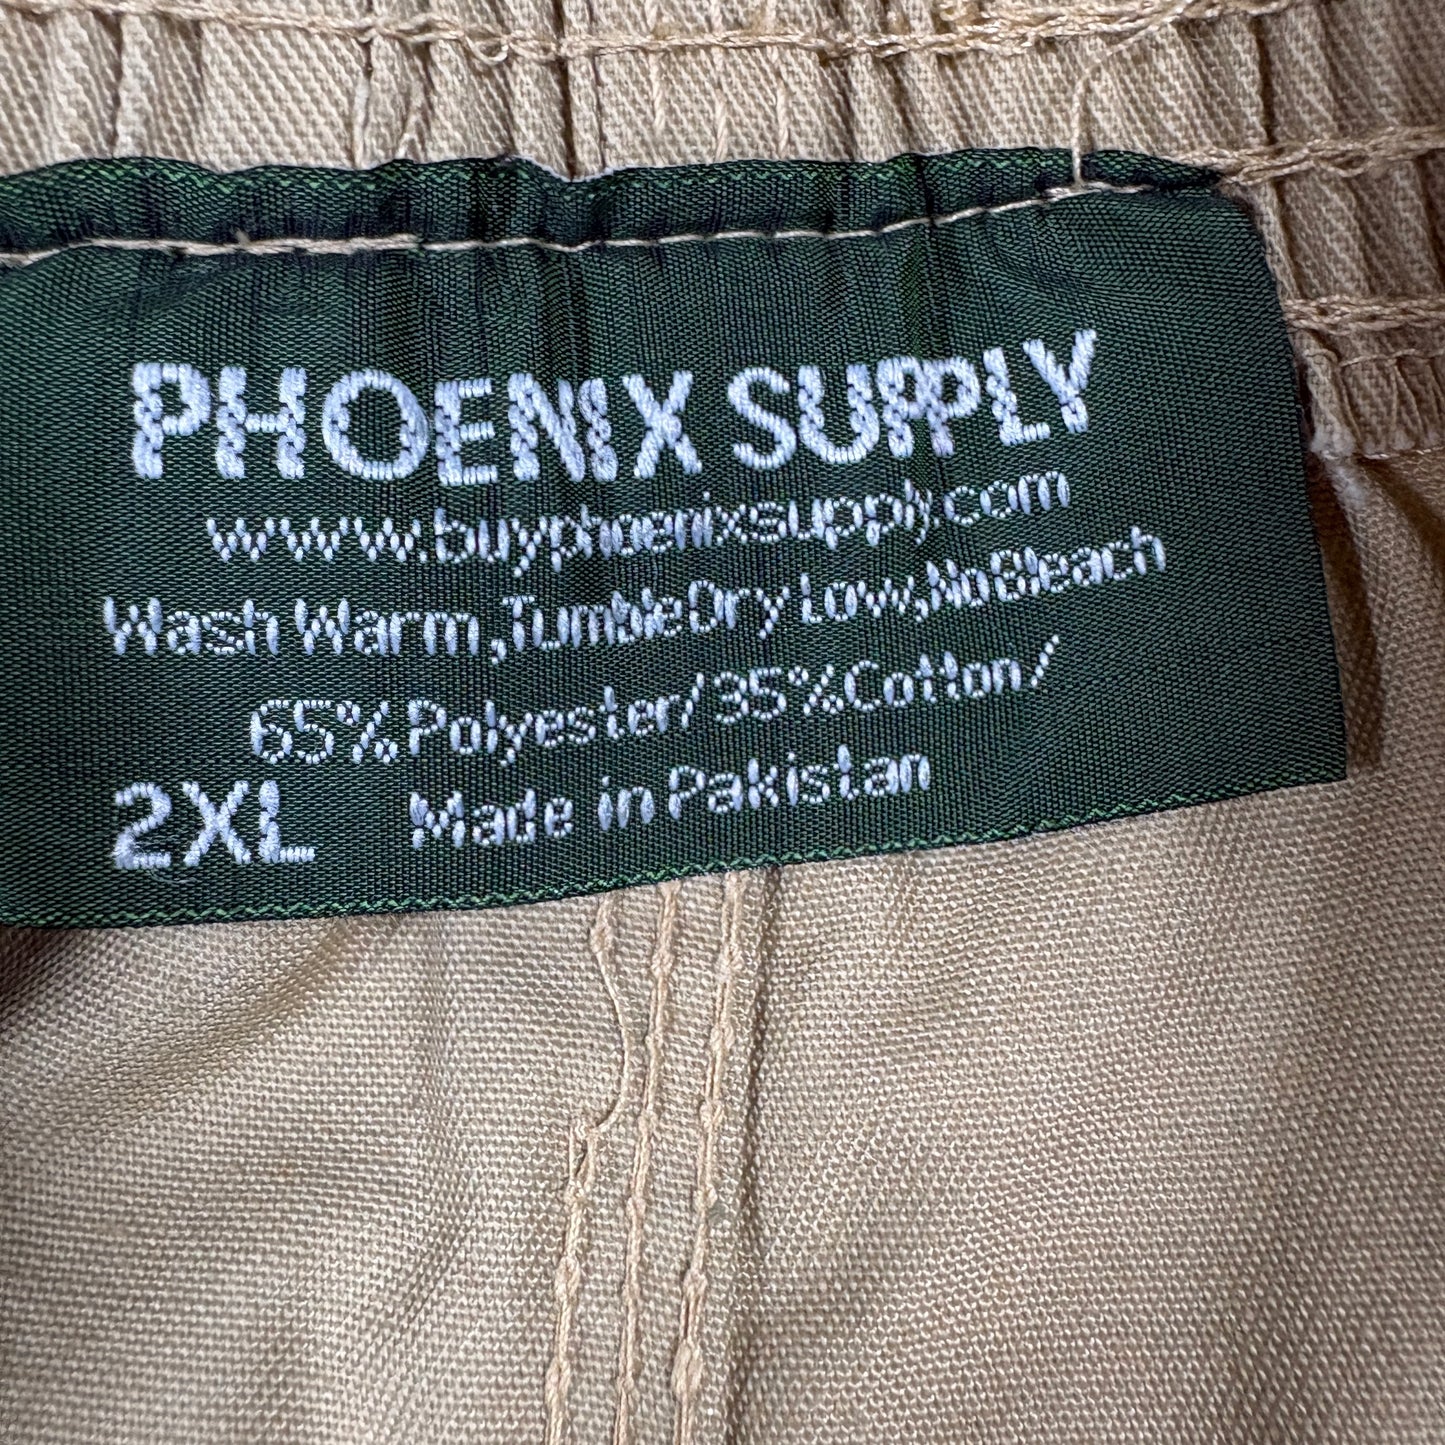 PHOENIX SUPPLY
www.buyphoenixsupply.com
Wash Warm, Tumble Dry Low, No Bleach
65% Polyester/35% Cotton/
2XL Made in Pakistan